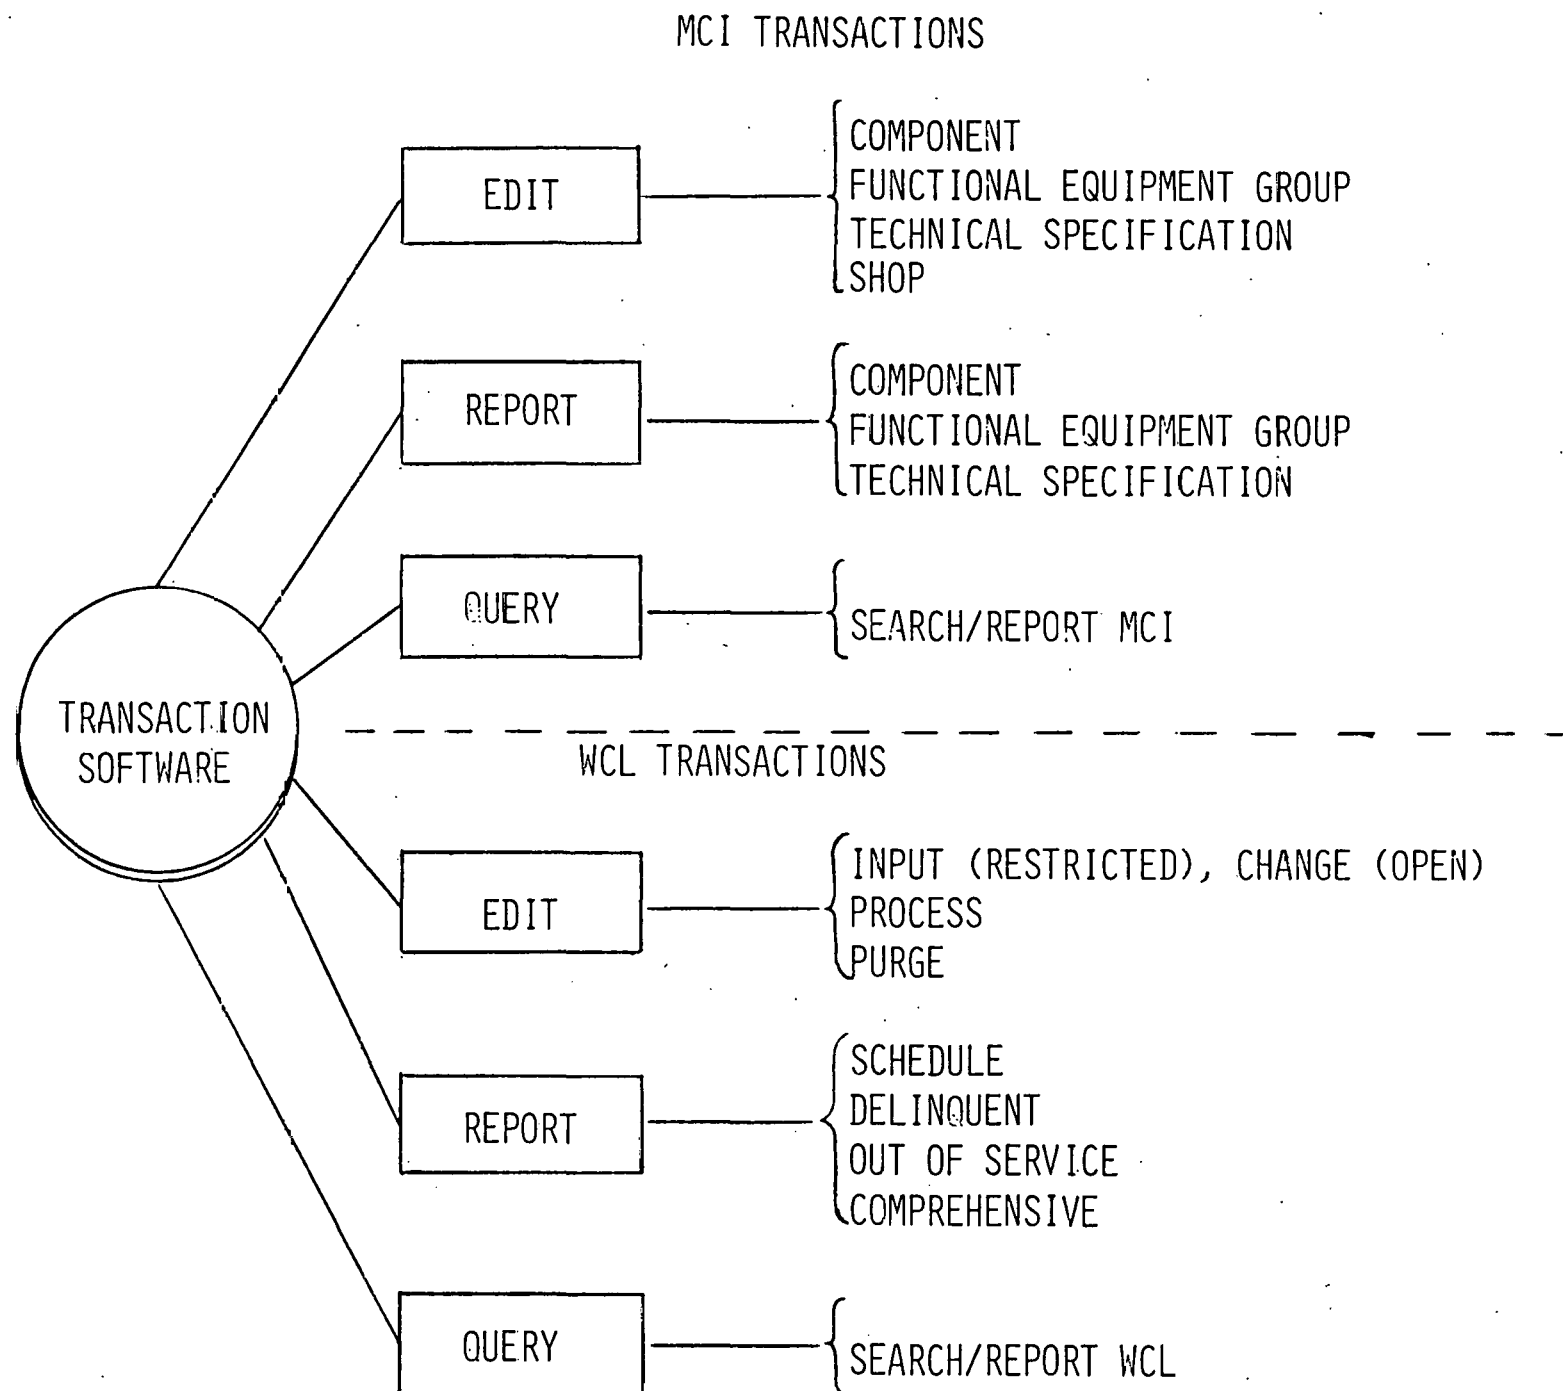 MCI TRANSACTIONS
EDIT
COMPONENT
FUNCTIONAL EQUIPMENT GROUP
TECHNICAL SPECIFICATION
SHOP
REPORT
COMPONENT
FUNCTIONAL EQUIPMENT GROUP
TECHNICAL SPECIFICATION
QUERY
SEARCH/REPORT MCI
TRANSACTION
SOFTWARE
WCL TRANSACTIONS
EDIT
INPUT (RESTRICTED), CHANGE (OPEN)
PROCESS
PURGE
REPORT
SCHEDULE
DELINQUENT
OUT OF SERVICE
COMPREHENSIVE
QUERY
SEARCH/REPORT WCL